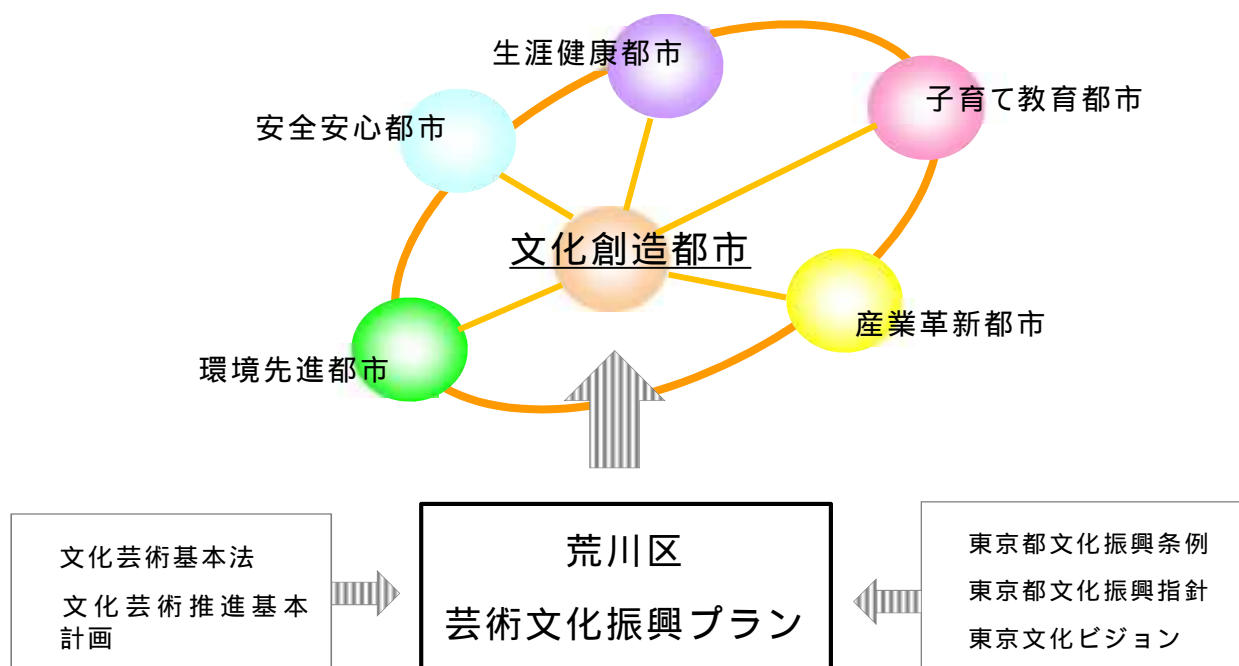 生涯健康都市
子育て教育都市
安全安心都市
文化創造都市
産業革新都市
環境先進都市
文化芸術基本法
文化芸術推進基本
計画
荒川区
芸術文化振興プラン
東京都文化振興条例
東京都文化振興指針
東京文化ビジョン